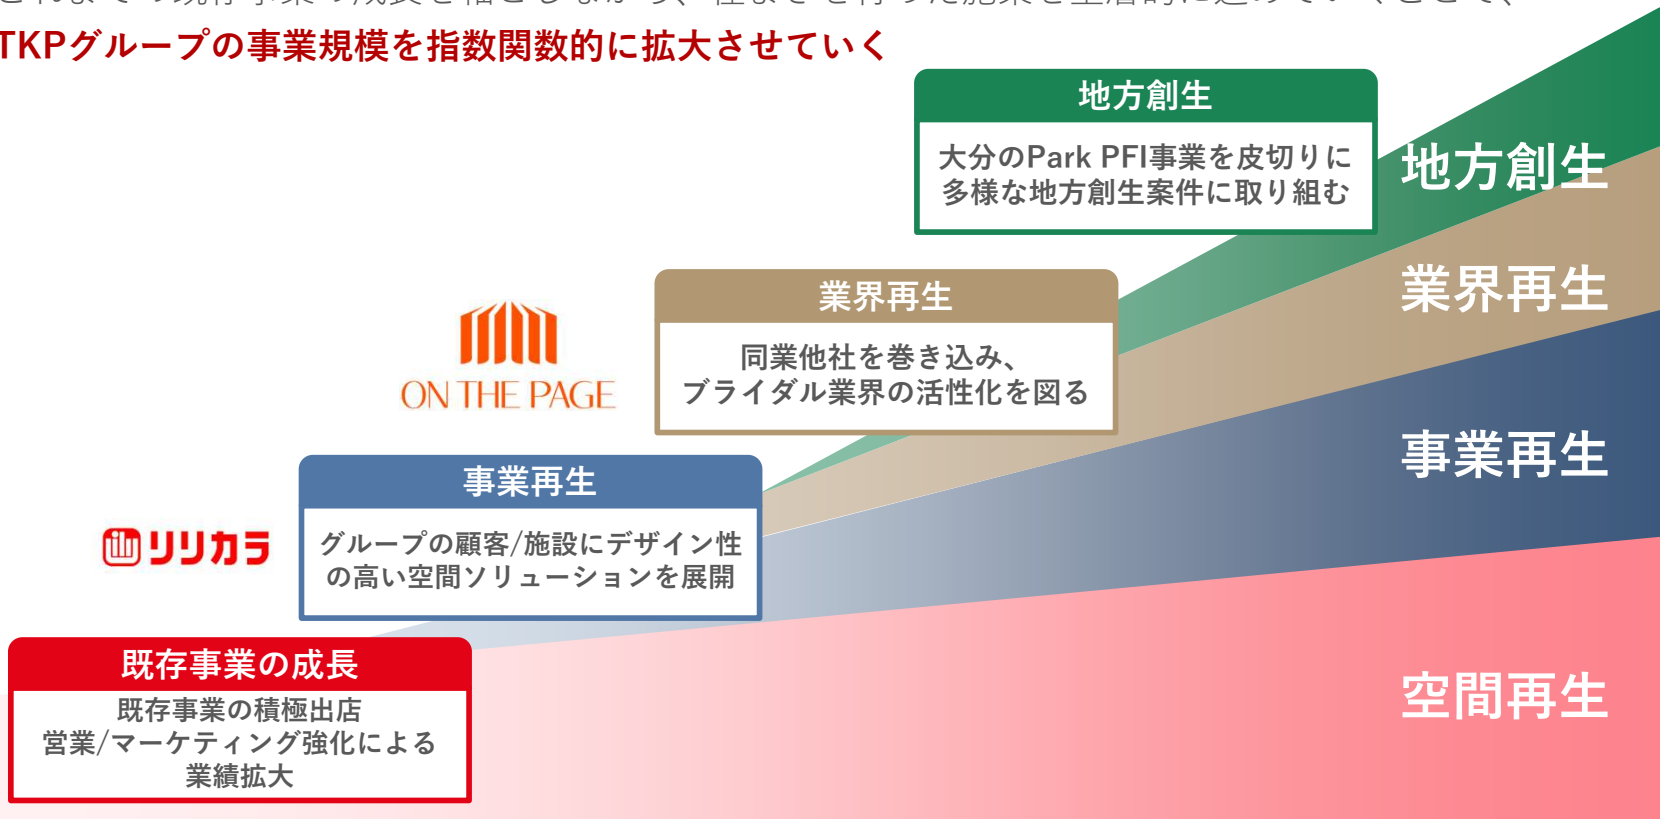 TKPグループの事業規模を指数関数的に拡大させていく
地方創生
大分のPark PFI事業を皮切りに
多様な地方創生案件に取り組む
地方創生
業界再生
同業他社を巻き込み、
ブライダル業界の活性化を図る
業界再生
ON THE PAGE
事業再生
グループの顧客/施設にデザイン性
の高い空間ソリューションを展開
事業再生
リリカラ
既存事業の成長
既存事業の積極出店
営業/マーケティング強化による
業績拡大
空間再生